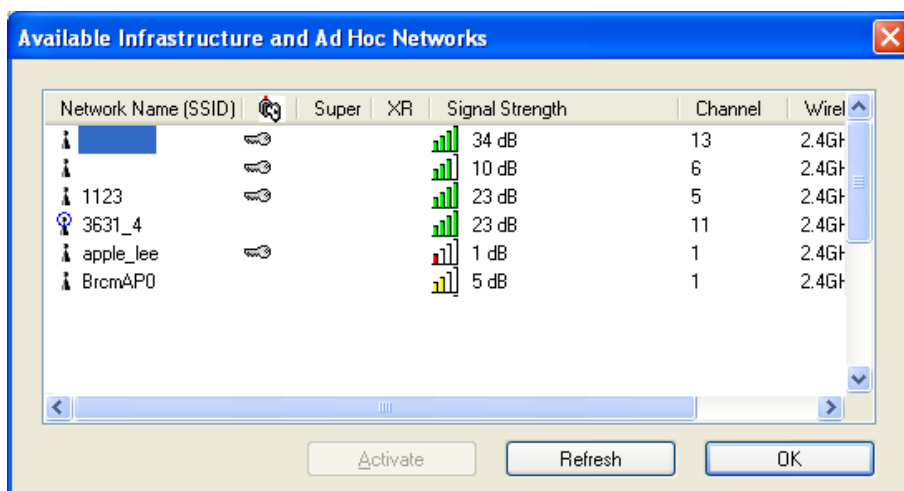 Available Infrastructure and Ad Hoc Networks
Network Name (SSID) Super XR Signal Strength Channel Wirel
34 dB 13 2.4GH
10 dB 6 2.4GH
1123 23 dB 5 2.4GH
3631_4 23 dB 11 2.4GH
apple_lee 1 dB 1 2.4GH
BrcmAP0 5 dB 1 2.4GH
Activate Refresh OK